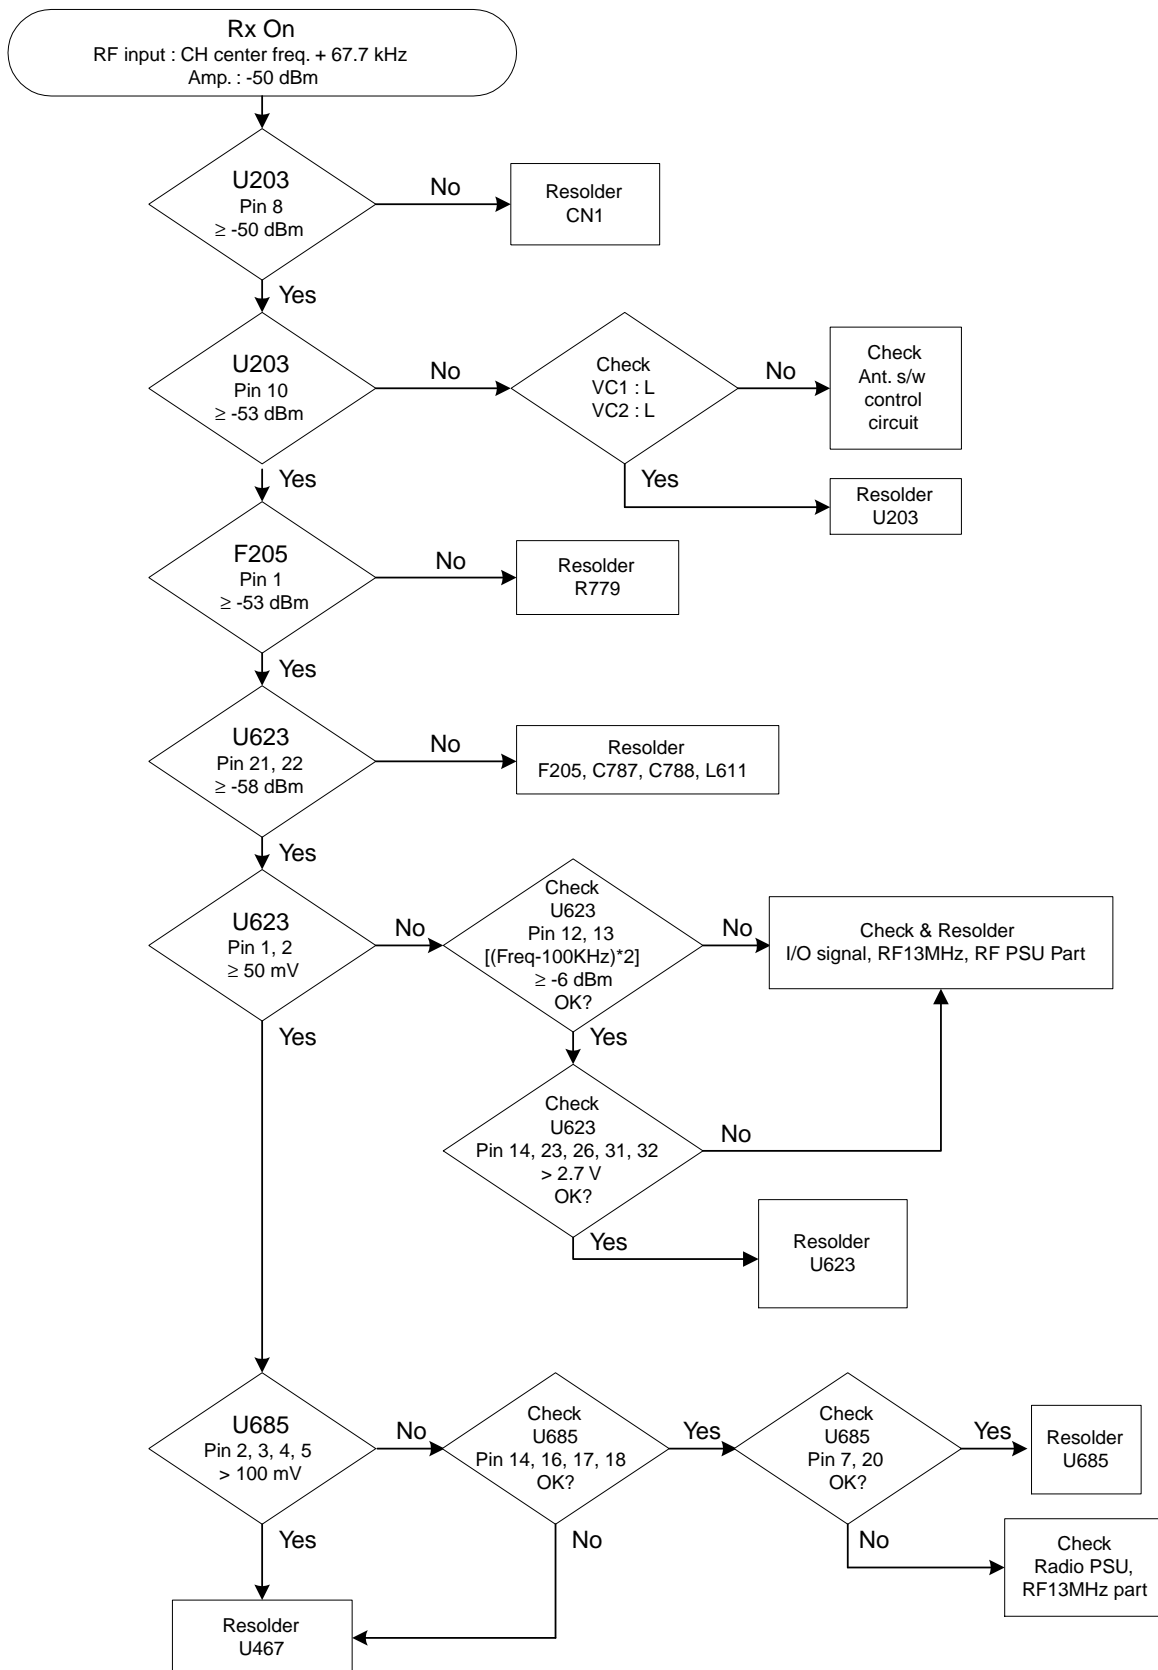 Rx On
RF input : CH center freq. + 67.7 kHz
Amp. : -50 dBm
U203
Pin 8
≥ -50 dBm
No
Resolder
CN1
Yes
U203
Pin 10
≥ -53 dBm
No
Check
VC1 : L
VC2 : L
No
Check
Ant. s/w
control
circuit
Yes
Resolder
U203
Yes
F205
Pin 1
≥ -53 dBm
No
Resolder
R779
Yes
U623
Pin 21, 22
≥ -58 dBm
No
Resolder
F205, C787, C788, L611
Yes
U623
Pin 1, 2
≥ 50 mV
No
Check
U623
Pin 12, 13
[(Freq-100KHz)*2]
≥ -6 dBm
OK?
No
Check & Resolder
I/O signal, RF13MHz, RF PSU Part
Yes
Yes
Check
U623
Pin 14, 23, 26, 31, 32
> 2.7 V
OK?
No
Yes
Resolder
U623
U685
Pin 2, 3, 4, 5
> 100 mV
No
Check
U685
Pin 14, 16, 17, 18
OK?
Yes
Check
U685
Pin 7, 20
OK?
Yes
Resolder
U685
Yes
No
No
Check
Radio PSU,
RF13MHz part
Resolder
U467